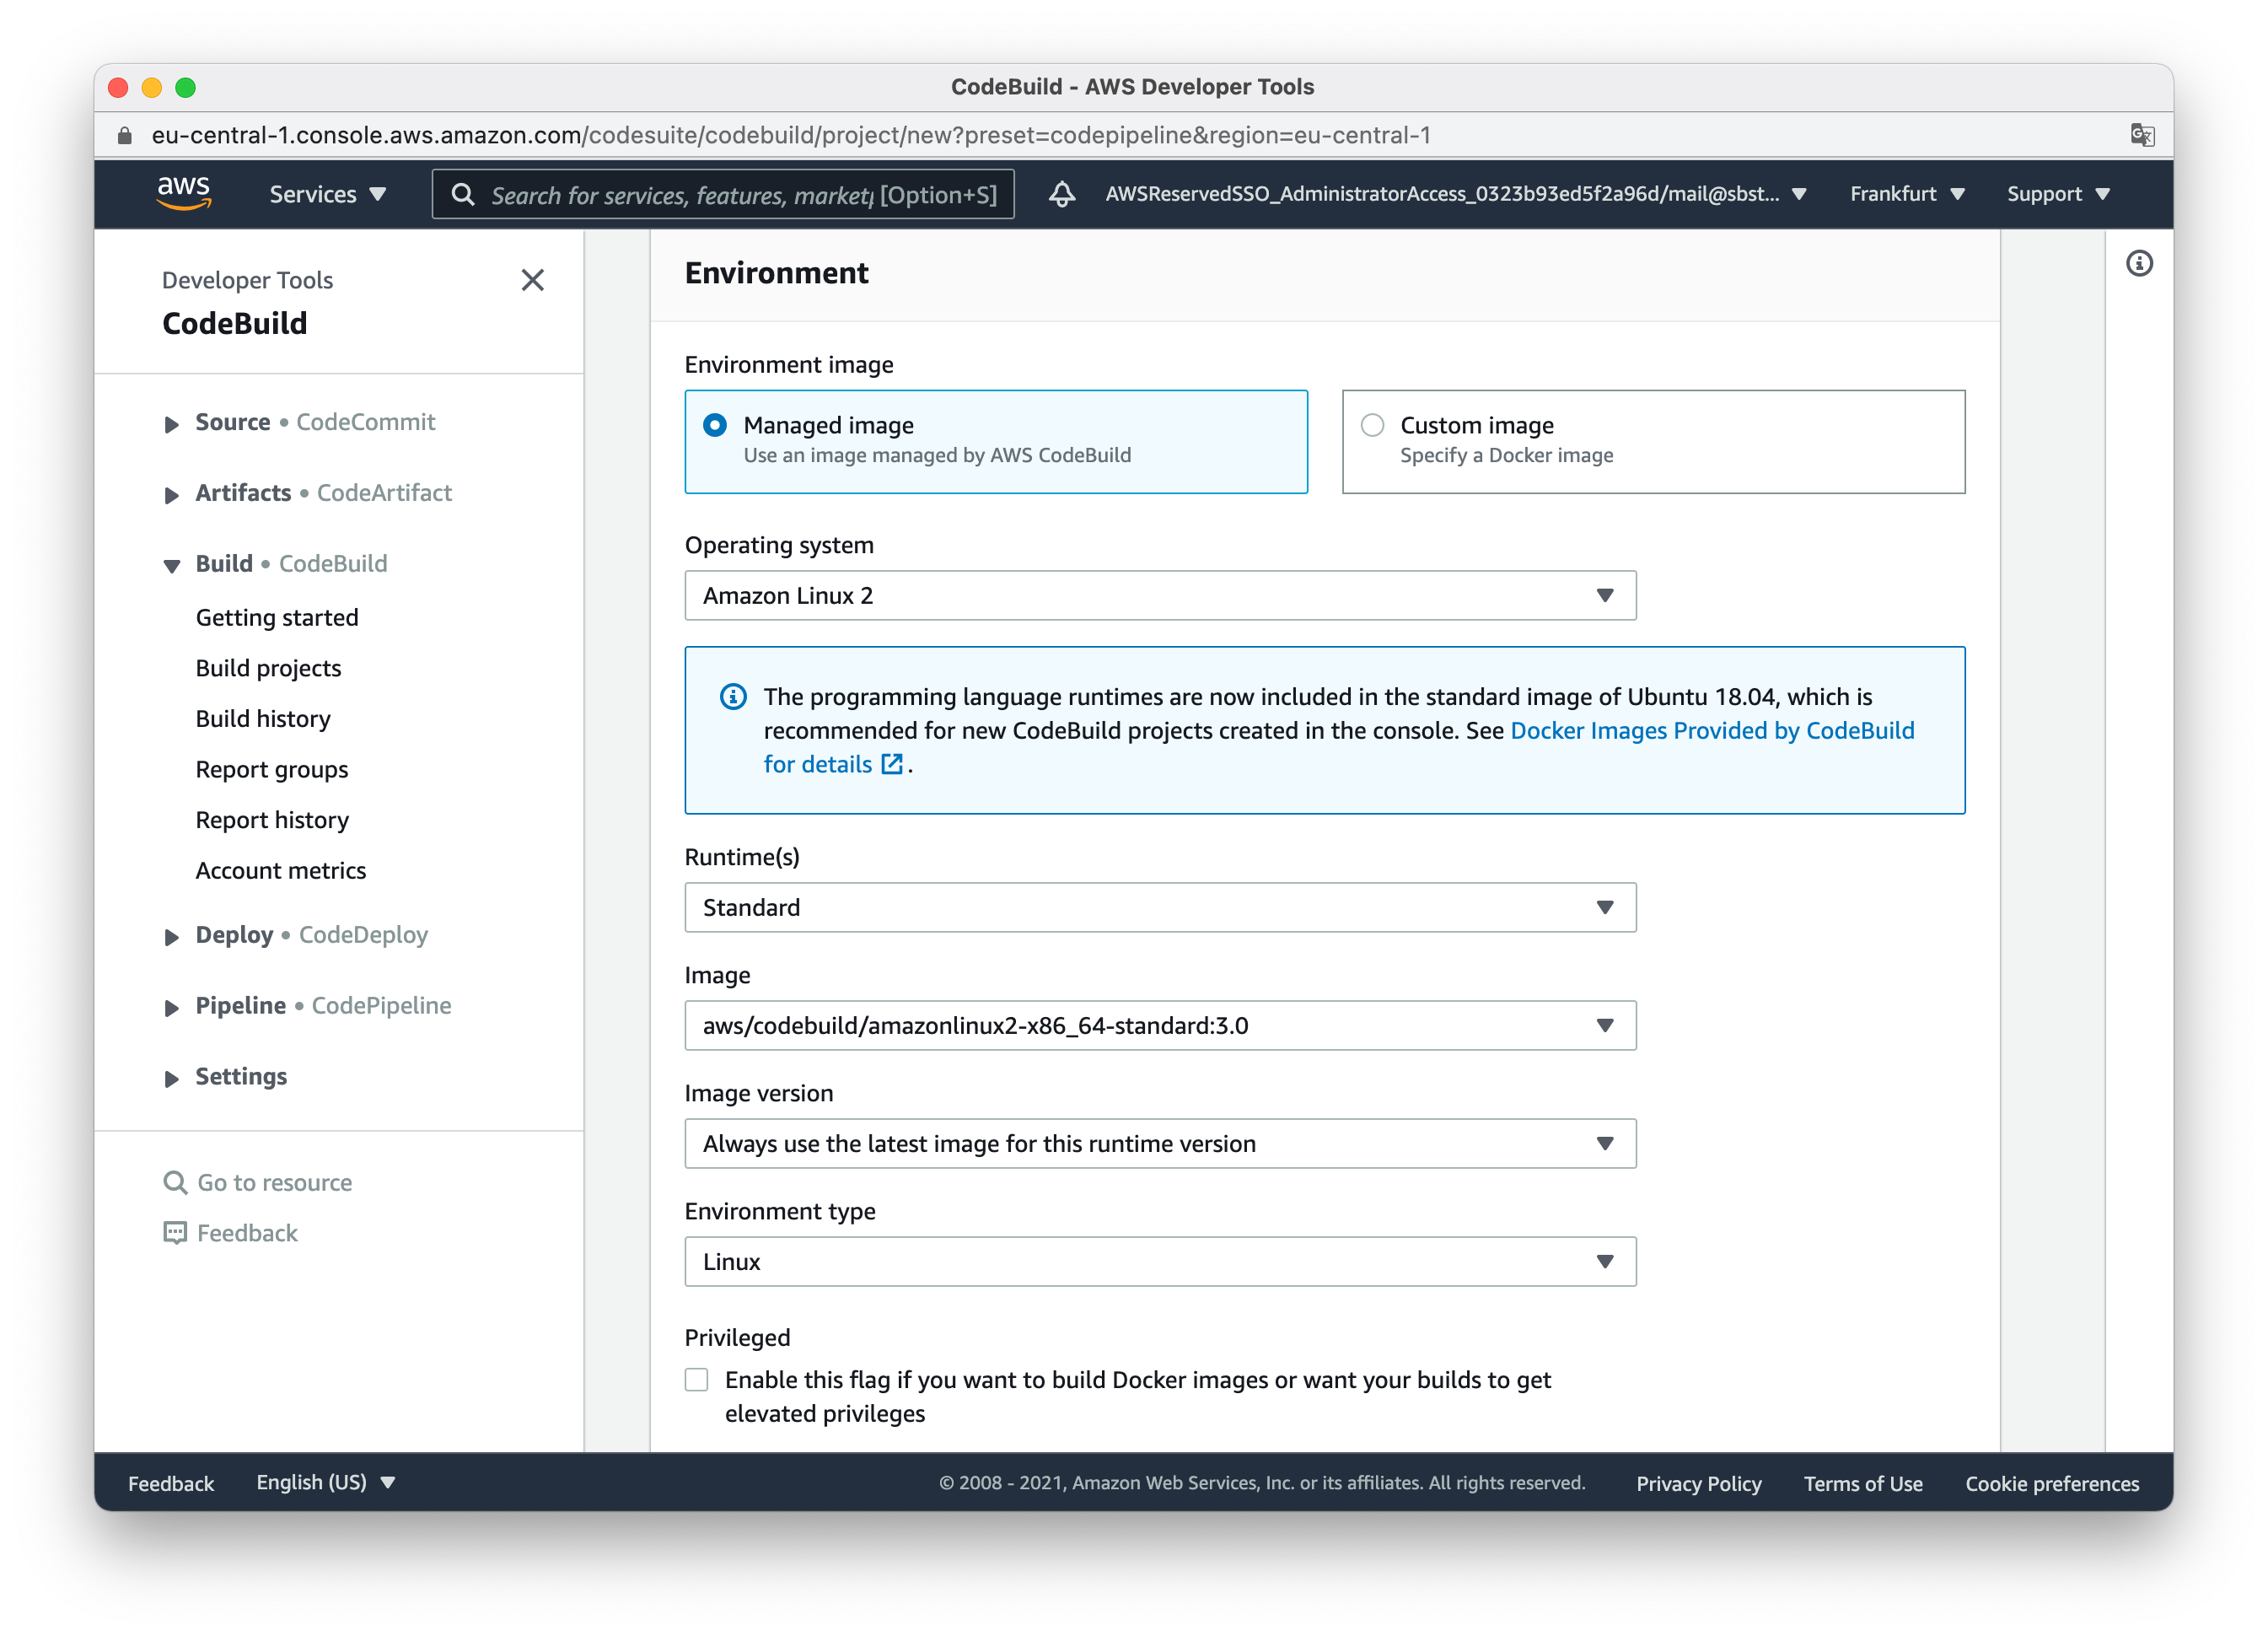 CodeBuild - AWS Developer Tools
eu-central-1.console.aws.amazon.com/codesuite/codebuild/project/new?preset=codepipeline&region=eu-central-1
aws
Services
Search for services, features, market [Option+S]
AWSReservedSSO_AdministratorAccess_0323b93ed5f2a96d/mail@sbst...
Frankfurt
Support
Developer Tools
CodeBuild
Source • CodeCommit
Artifacts • CodeArtifact
Build • CodeBuild
Getting started
Build projects
Build history
Report groups
Report history
Account metrics
Deploy • CodeDeploy
Pipeline • CodePipeline
Settings
Go to resource
Feedback
Environment
Environment image
Managed image
Use an image managed by AWS CodeBuild
Custom image
Specify a Docker image
Operating system
Amazon Linux 2
The programming language runtimes are now included in the standard image of Ubuntu 18.04, which is
recommended for new CodeBuild projects created in the console. See Docker Images Provided by CodeBuild
for details .
Runtime(s)
Standard
Image
aws/codebuild/amazonlinux2-x86_64-standard:3.0
Image version
Always use the latest image for this runtime version
Environment type
Linux
Privileged
Enable this flag if you want to build Docker images or want your builds to get
elevated privileges
Feedback
English (US)
© 2008 - 2021, Amazon Web Services, Inc. or its affiliates. All rights reserved.
Privacy Policy
Terms of Use
Cookie preferences